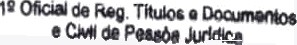 1º Oficial de Reg. Títulos e Documentos
e Civil de Pessoa Jurídica